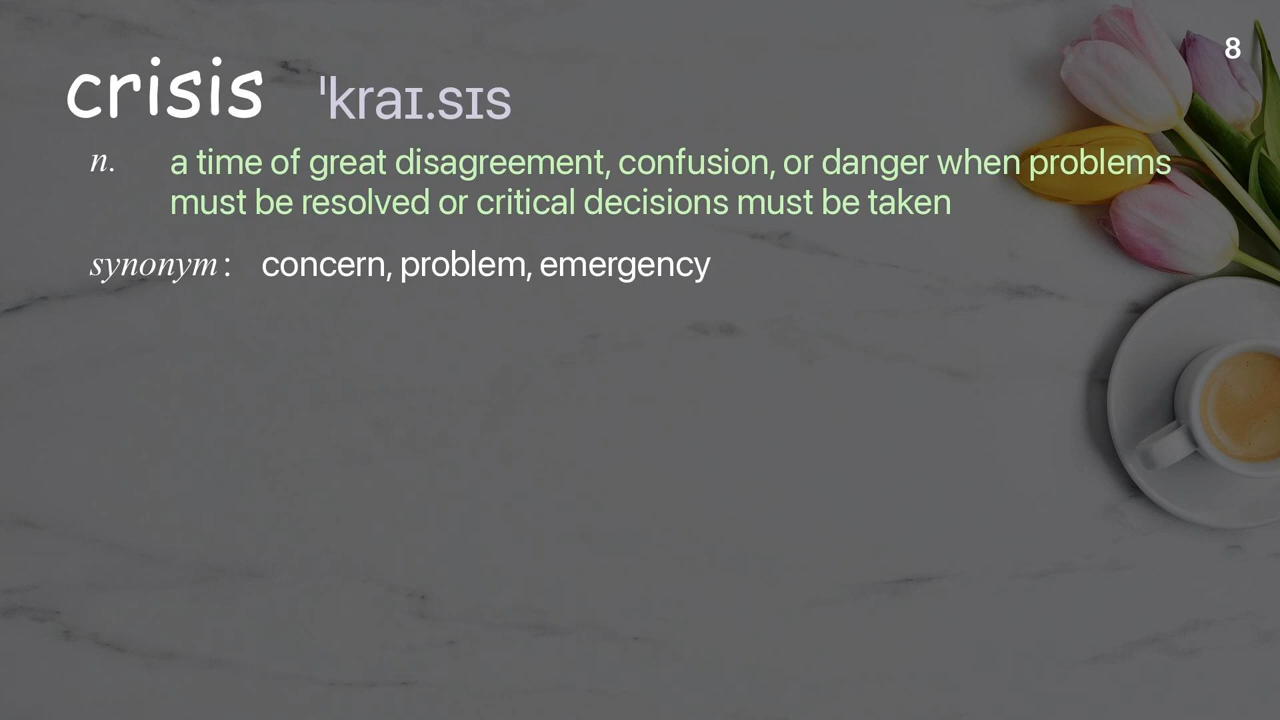 8
crisis ˈkraɪ.sɪs
n. a time of great disagreement, confusion, or danger when problems
must be resolved or critical decisions must be taken
synonym : concern, problem, emergency